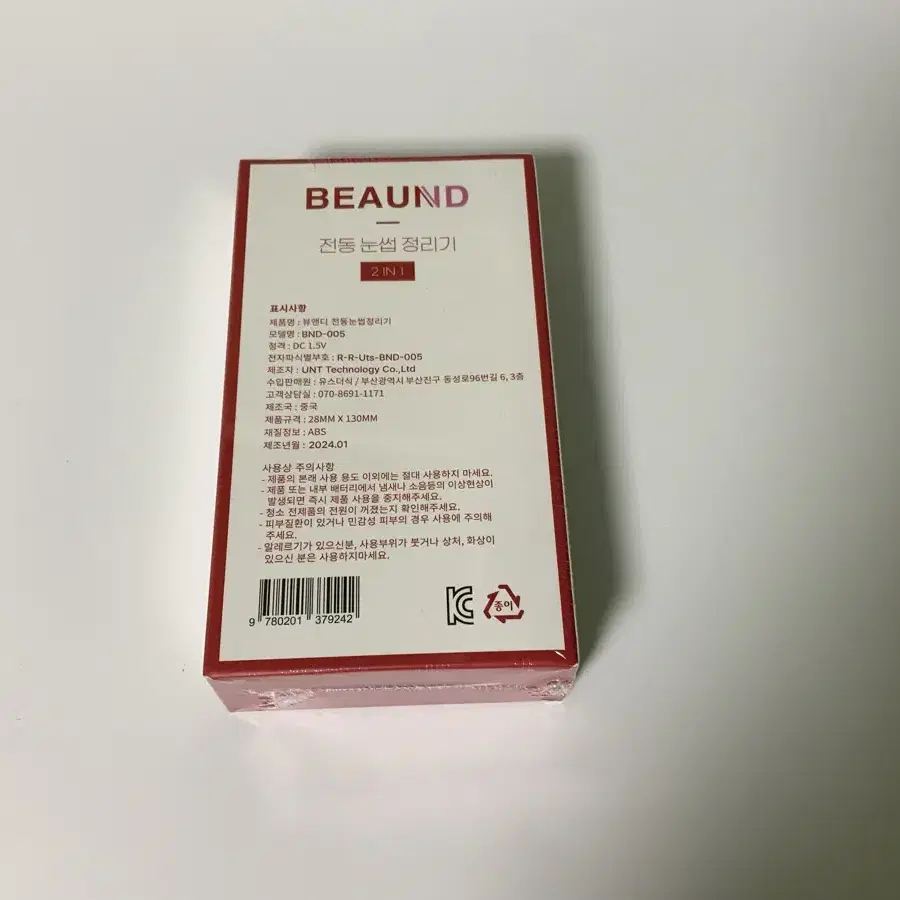 BEAUND
전동 눈썹 정리기
2 IN 1
표시사항
제품명 : 뷰앤디 전동눈썹정리기
모델명 : BND-005
정격 : DC 1.5V
전자파식별부호 : R-R-Uts-BND-005
제조자 : UNT Technology Co.,Ltd
수입판매원 : 유스더식 / 부산광역시 부산진구 동성로96번길 6, 3층
고객상담실 : 070-8691-1171
제조국 : 중국
제품규격 : 28MM X 130MM
재질정보 : ABS
제조년월 : 2024.01
사용상 주의사항
- 제품의 본래 사용 용도 이외에는 절대 사용하지 마세요.
- 제품 또는 내부 배터리에서 냄새나 소음등의 이상현상이
발생되면 즉시 제품 사용을 중지해주세요.
- 청소 전제품의 전원이 꺼졌는지 확인해주세요.
- 피부질환이 있거나 민감성 피부의 경우 사용에 주의해
주세요.
- 알레르기가 있으신분, 사용부위가 붓거나 상처, 화상이
있으신 분은 사용하지마세요.
9 780201 379242
KC
종이